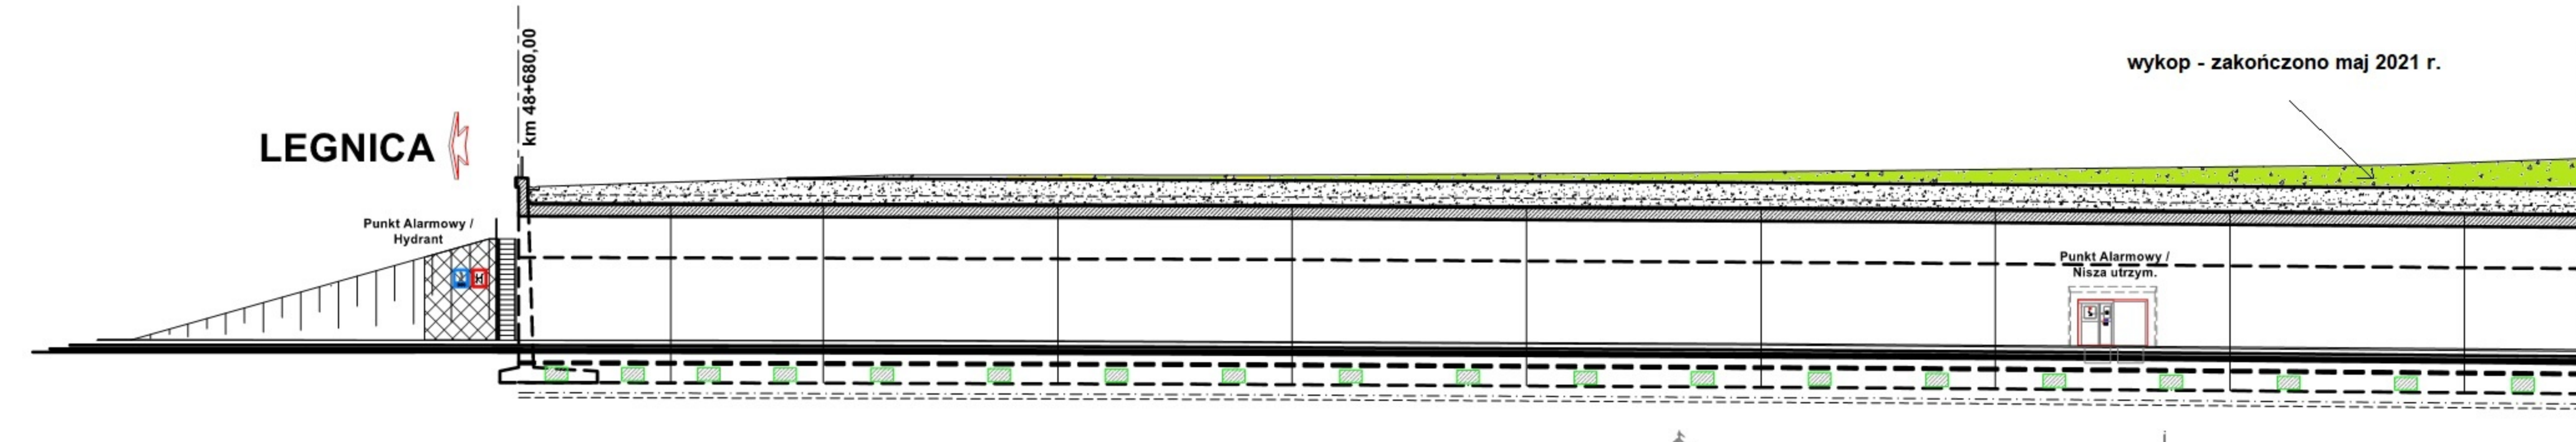 km 48+680,00
wykop - zakończono maj 2021 r.
LEGNICA
Punkt Alarmowy /
Hydrant
H
Punkt Alarmowy /
Nisza utrzym.